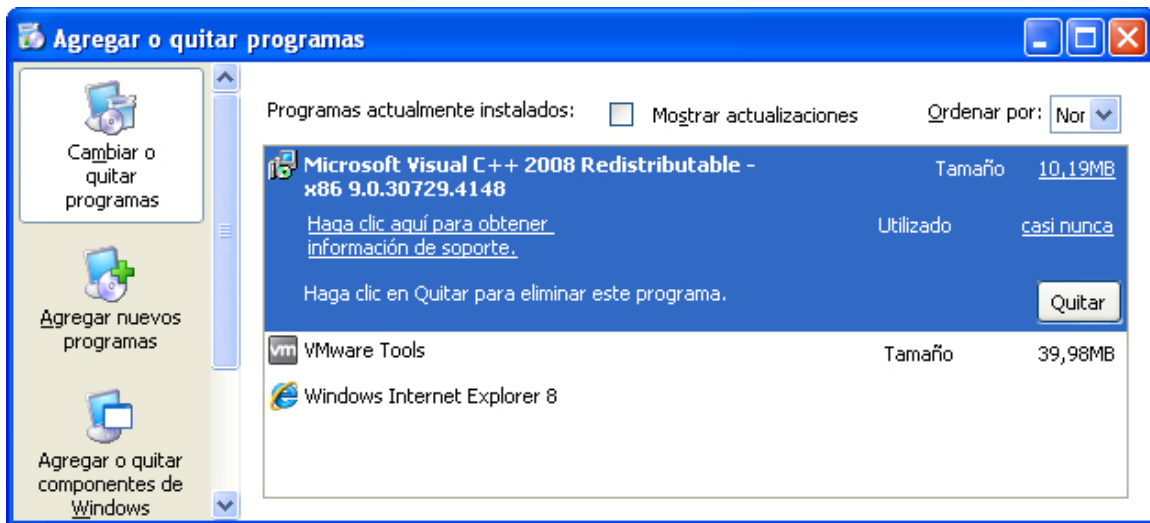 Agregar o quitar programas
Cambiar o
quitar
programas
Agregar nuevos
programas
Agregar o quitar
componentes de
Windows
Programas actualmente instalados:
Mostrar actualizaciones
Ordenar por:
Nor
Microsoft Visual C++ 2008 Redistributable -
x86 9.0.30729.4148
Tamaño 10,19MB
Haga clic aquí para obtener
información de soporte.
Utilizado casi nunca
Haga clic en Quitar para eliminar este programa.
Quitar
vm VMware Tools Tamaño 39,98MB
Windows Internet Explorer 8